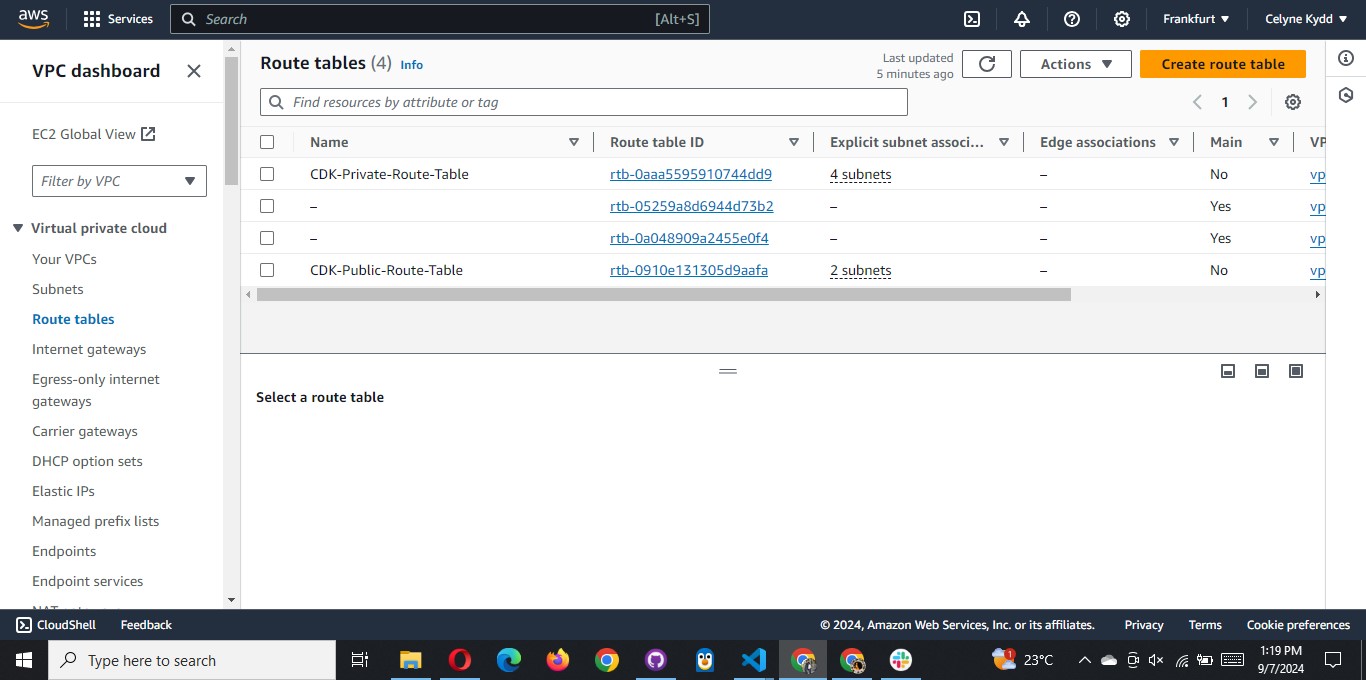 aws
Services
Search [Alt+S]
Frankfurt
Celyne Kydd
VPC dashboard
EC2 Global View
Filter by VPC
Virtual private cloud
Your VPCs
Subnets
Route tables
Internet gateways
Egress-only internet
gateways
Carrier gateways
DHCP option sets
Elastic IPs
Managed prefix lists
Endpoints
Endpoint services
Route tables (4) Info
Last updated
5 minutes ago
Actions
Create route table
Find resources by attribute or tag
1
Name Route table ID Explicit subnet associ... Edge associations Main VP
CDK-Private-Route-Table rtb-0aaa5595910744dd9 4 subnets – No vp
– rtb-05259a8d6944d73b2 – – Yes vp
– rtb-0a048909a2455e0f4 – – Yes vp
CDK-Public-Route-Table rtb-0910e131305d9aafa 2 subnets – No vp
Select a route table
CloudShell Feedback © 2024, Amazon Web Services, Inc. or its affiliates. Privacy Terms Cookie preferences
Type here to search
1
23°C
1:19 PM
9/7/2024